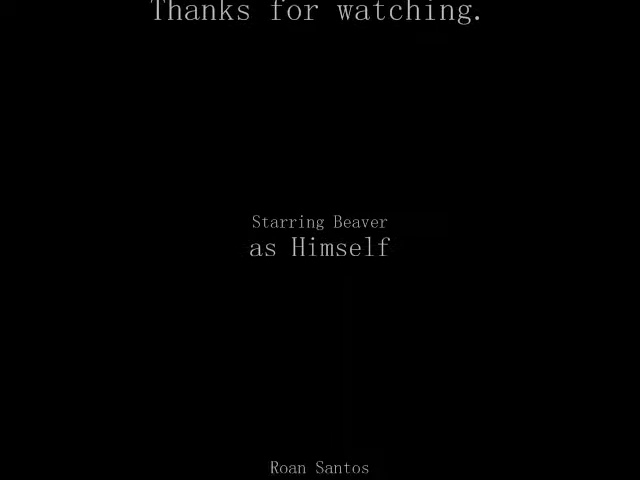 Thanks for watching.
Starring Beaver
as Himself
Roan Santos